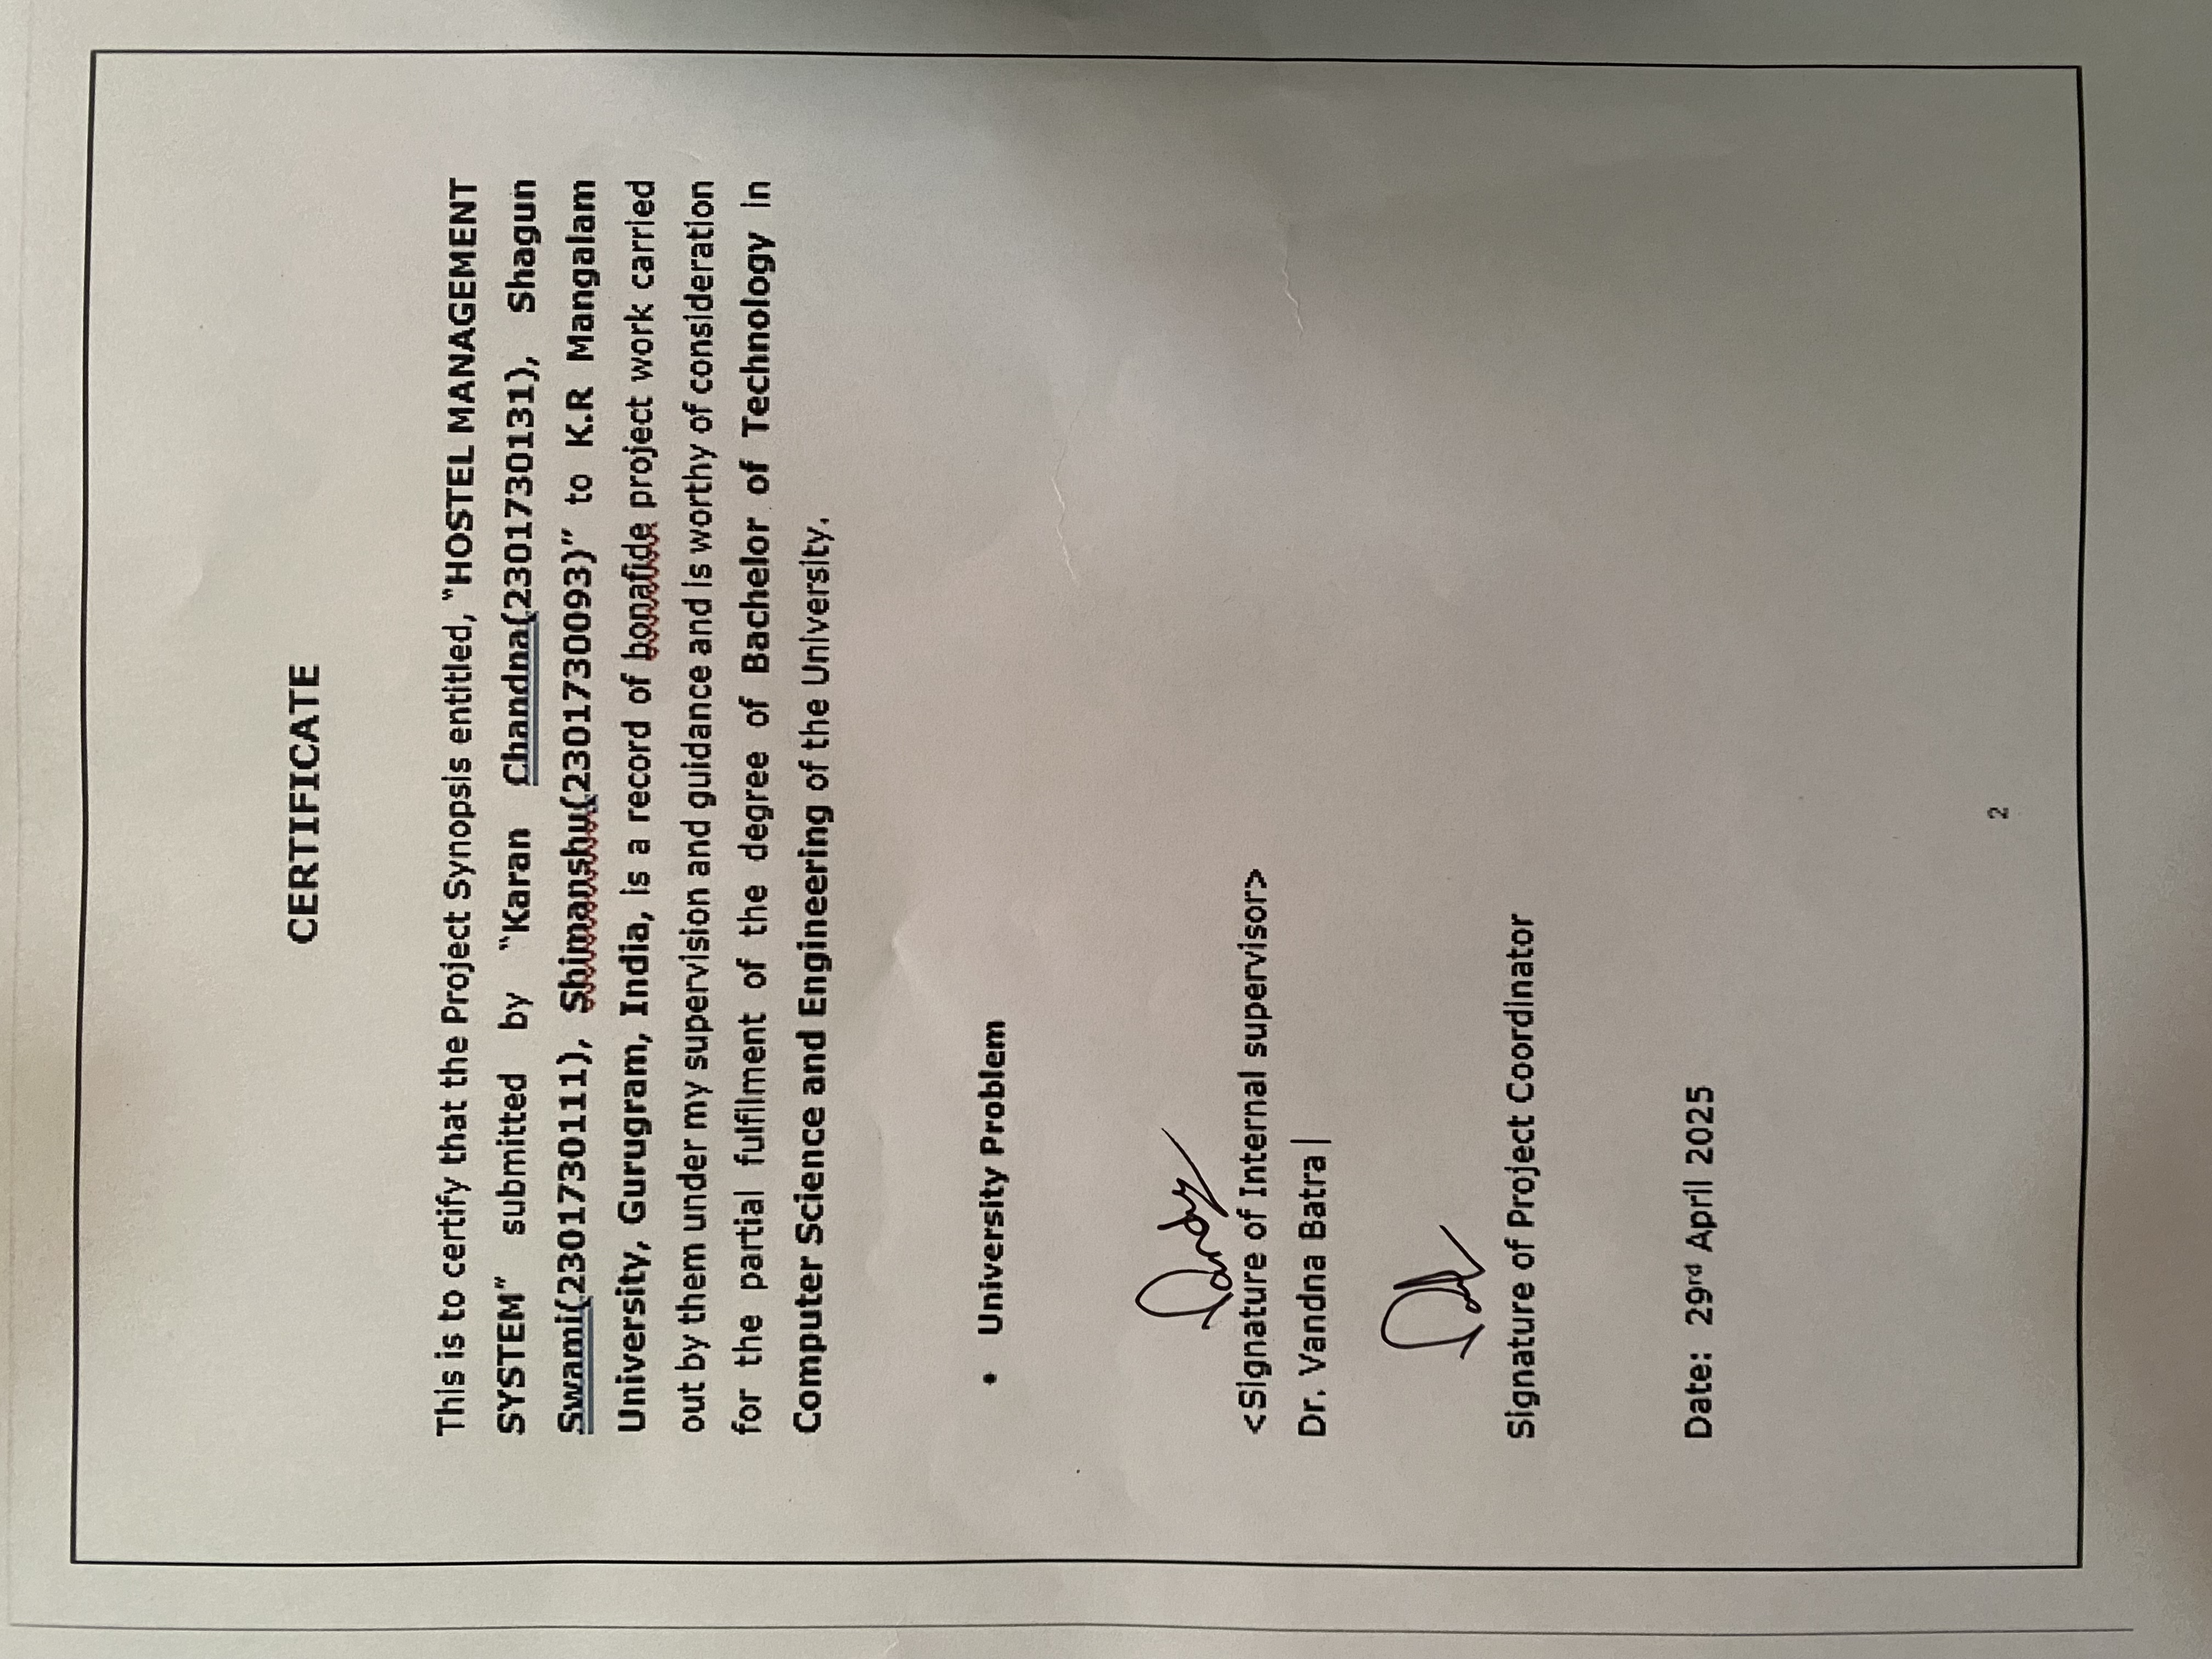 CERTIFICATE
This is to certify that the Project Synopsis entitled, "HOSTEL MANAGEMENT
SYSTEM" submitted by "Karan Chandna(2301730131), Shagun
Swami(2301730111), Shimanshu(2301730093)" to K.R Mangalam
University, Gurugram, India, is a record of bonafide project work carried
out by them under my supervision and guidance and is worthy of consideration
for the partial fulfilment of the degree of Bachelor of Technology in
Computer Science and Engineering of the University.
• University Problem
<Signature of Internal supervisor>
Dr. Vandna Batra
Signature of Project Coordinator
Date: 29rd April 2025
2